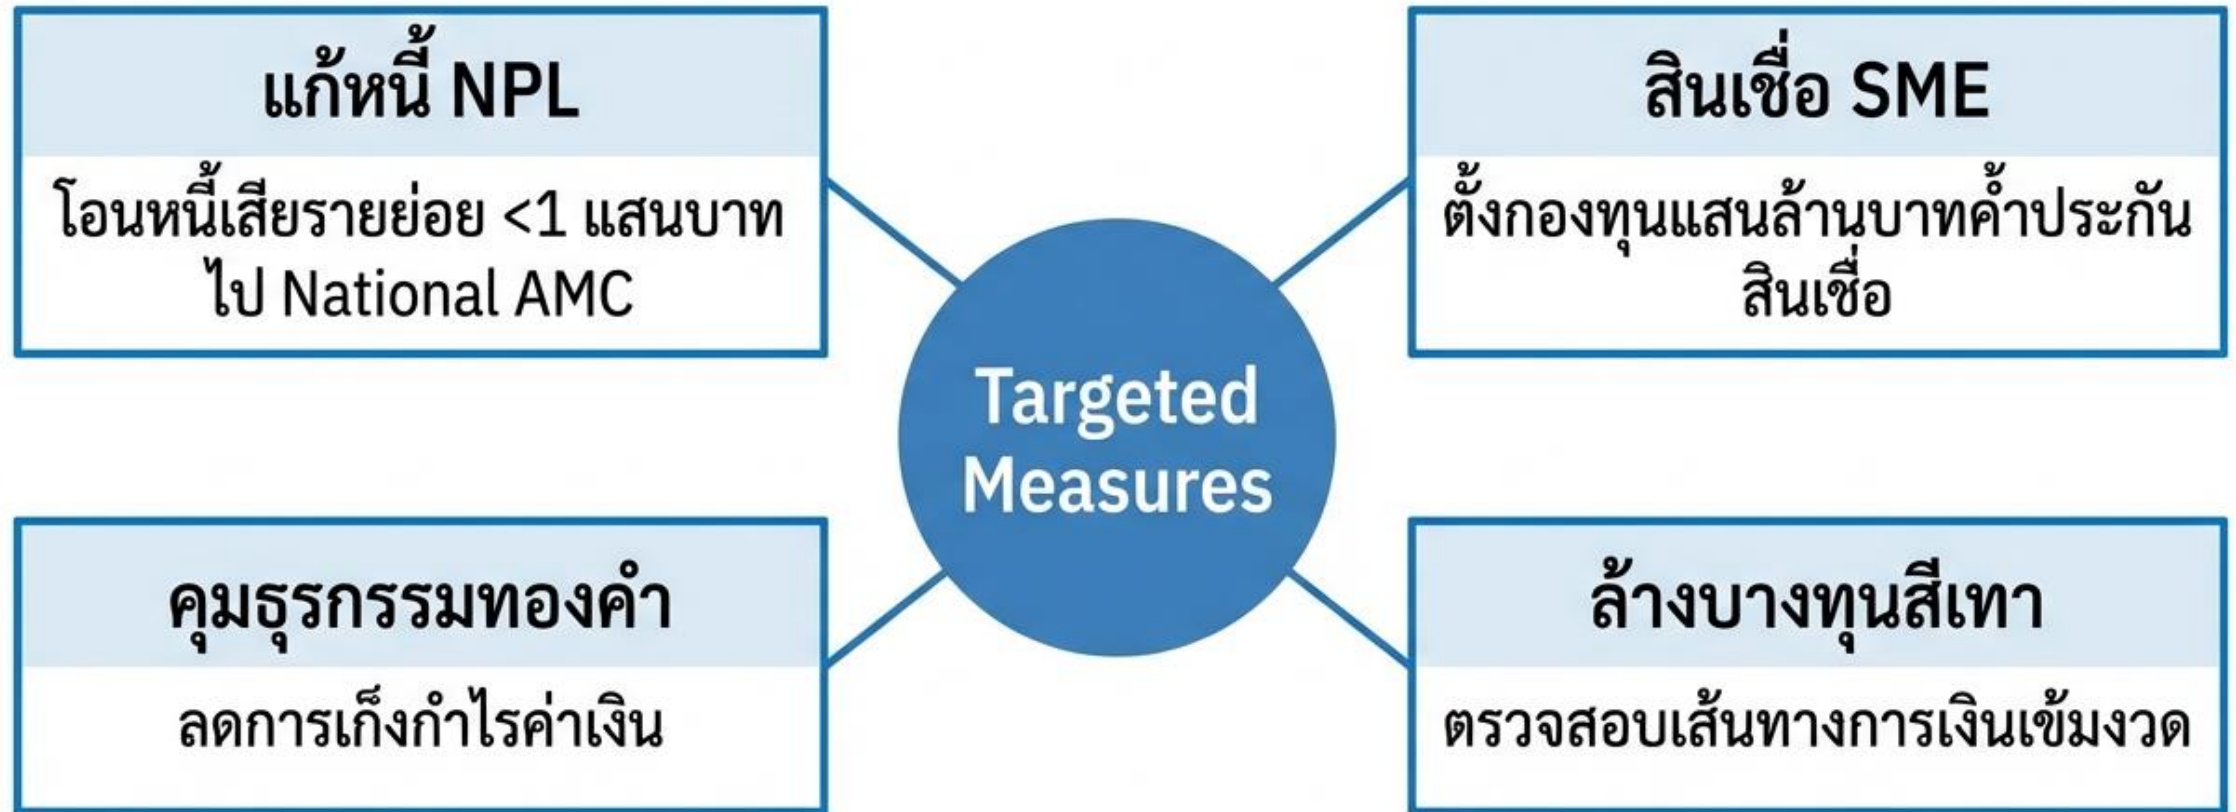 แก้หนี้ NPL
โอนหนี้เสียรายย่อย <1 แสนบาท
ไป National AMC
สินเชื่อ SME
ตั้งกองทุนแสนล้านบาทค้ำประกัน
สินเชื่อ
Targeted
Measures
คุมธุรกรรมทองคำ
ลดการเก็งกำไรค่าเงิน
ล้างบางทุนสีเทา
ตรวจสอบเส้นทางการเงินเข้มงวด